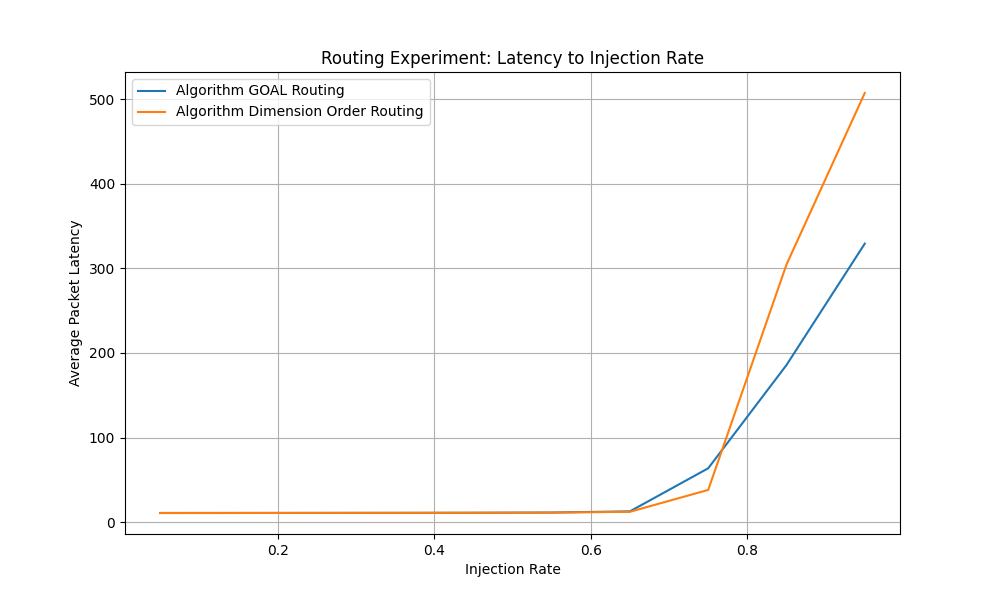 Routing Experiment: Latency to Injection Rate
Algorithm GOAL Routing
Algorithm Dimension Order Routing
500
400
300
200
100
0
Average Packet Latency
0.2 0.4 0.6 0.8
Injection Rate